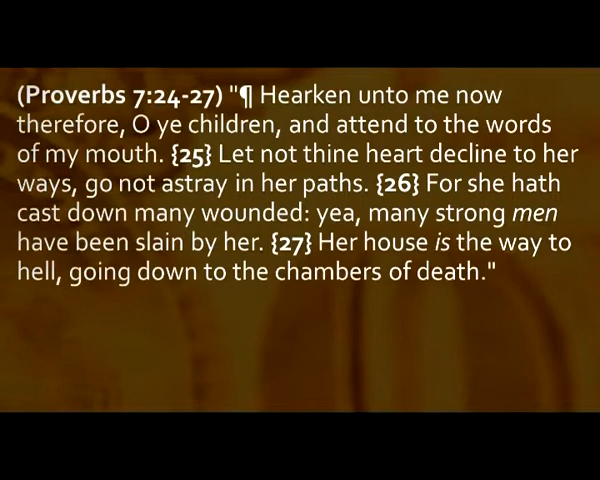 (Proverbs 7:24-27) "¶ Hearken unto me now
therefore, O ye children, and attend to the words
of my mouth. {25} Let not thine heart decline to her
ways, go not astray in her paths. {26} For she hath
cast down many wounded: yea, many strong men
have been slain by her. {27} Her house is the way to
hell, going down to the chambers of death."